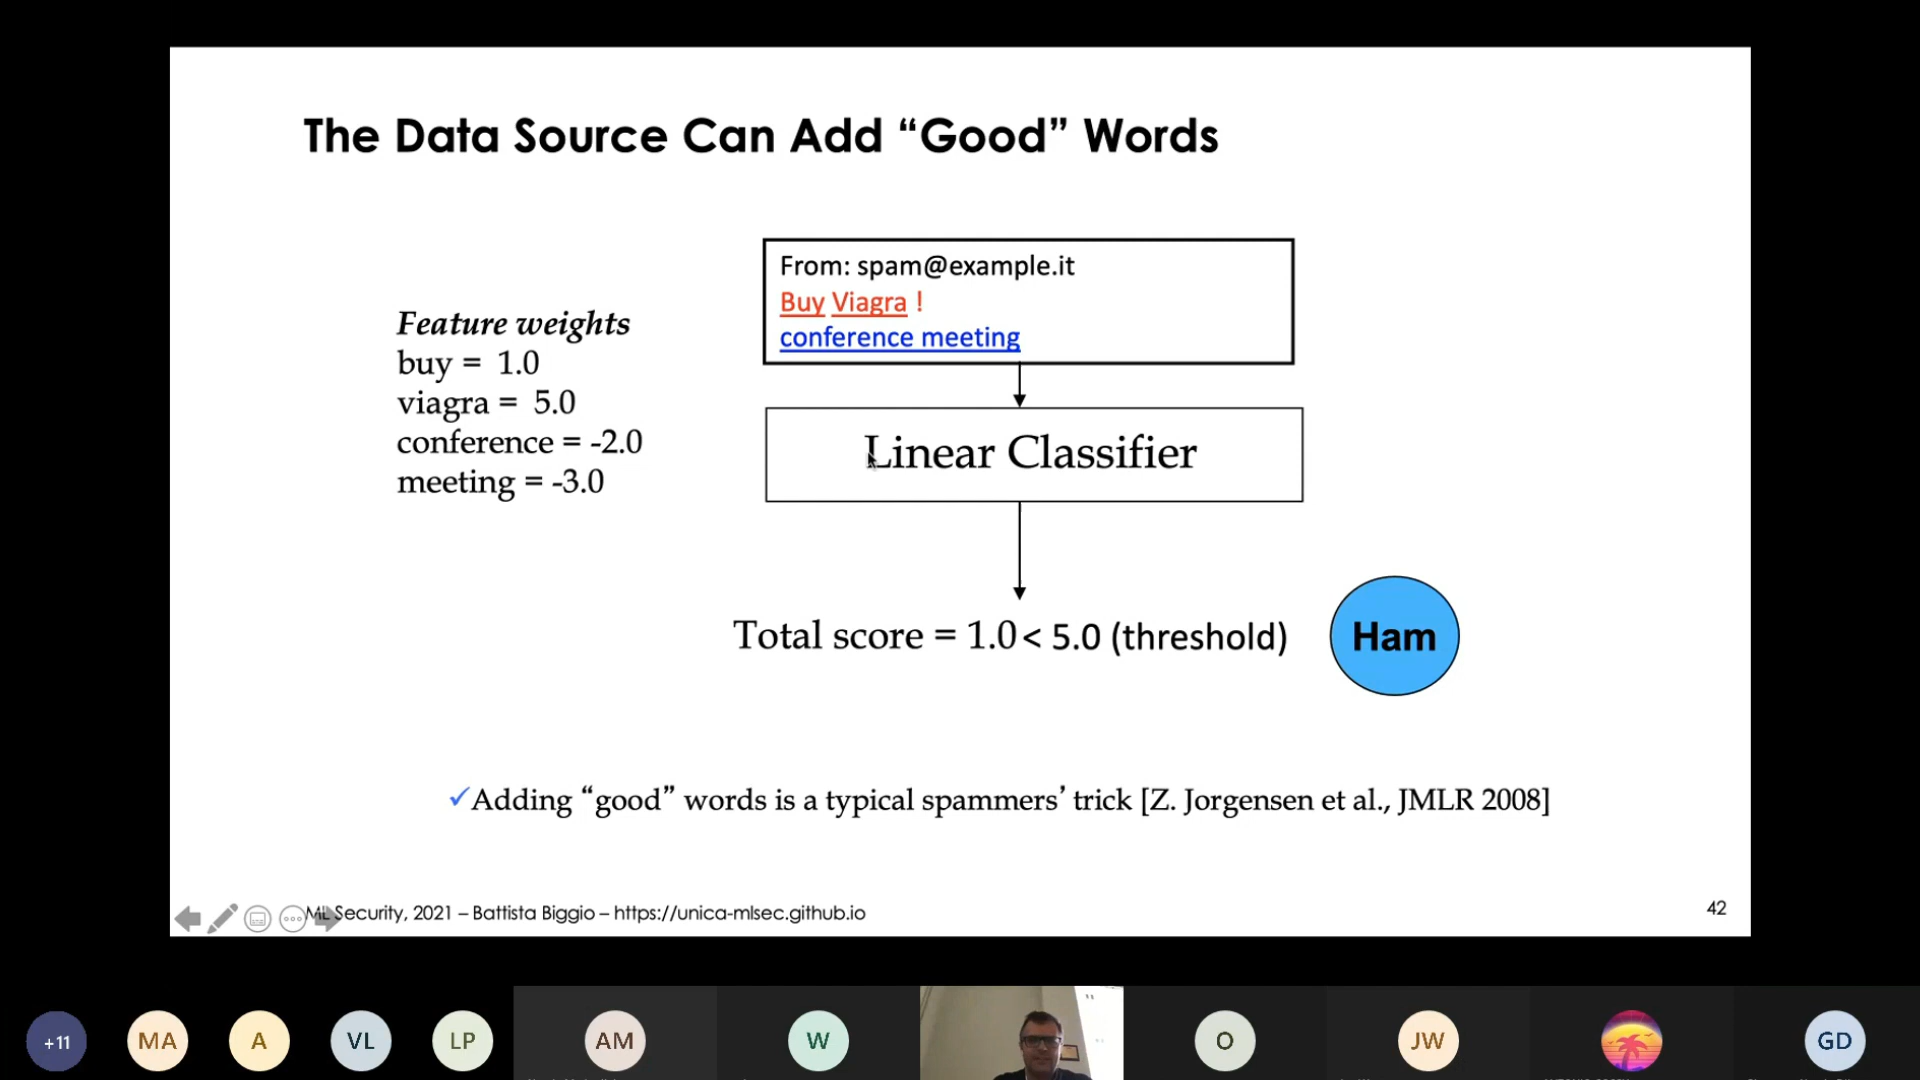 The Data Source Can Add “Good” Words
From: spam@example.it
Buy Viagra !
conference meeting
Feature weights
buy = 1.0
viagra = 5.0
conference = -2.0
meeting = -3.0
Linear Classifier
Total score = 1.0 < 5.0 (threshold)
Ham
✓Adding “good” words is a typical spammers’ trick [Z. Jorgensen et al., JMLR 2008]
ML Security, 2021 – Battista Biggio – https://unica-mlsec.github.io
42
+11
MA
A
VL
LP
AM
W
O
JW
GD